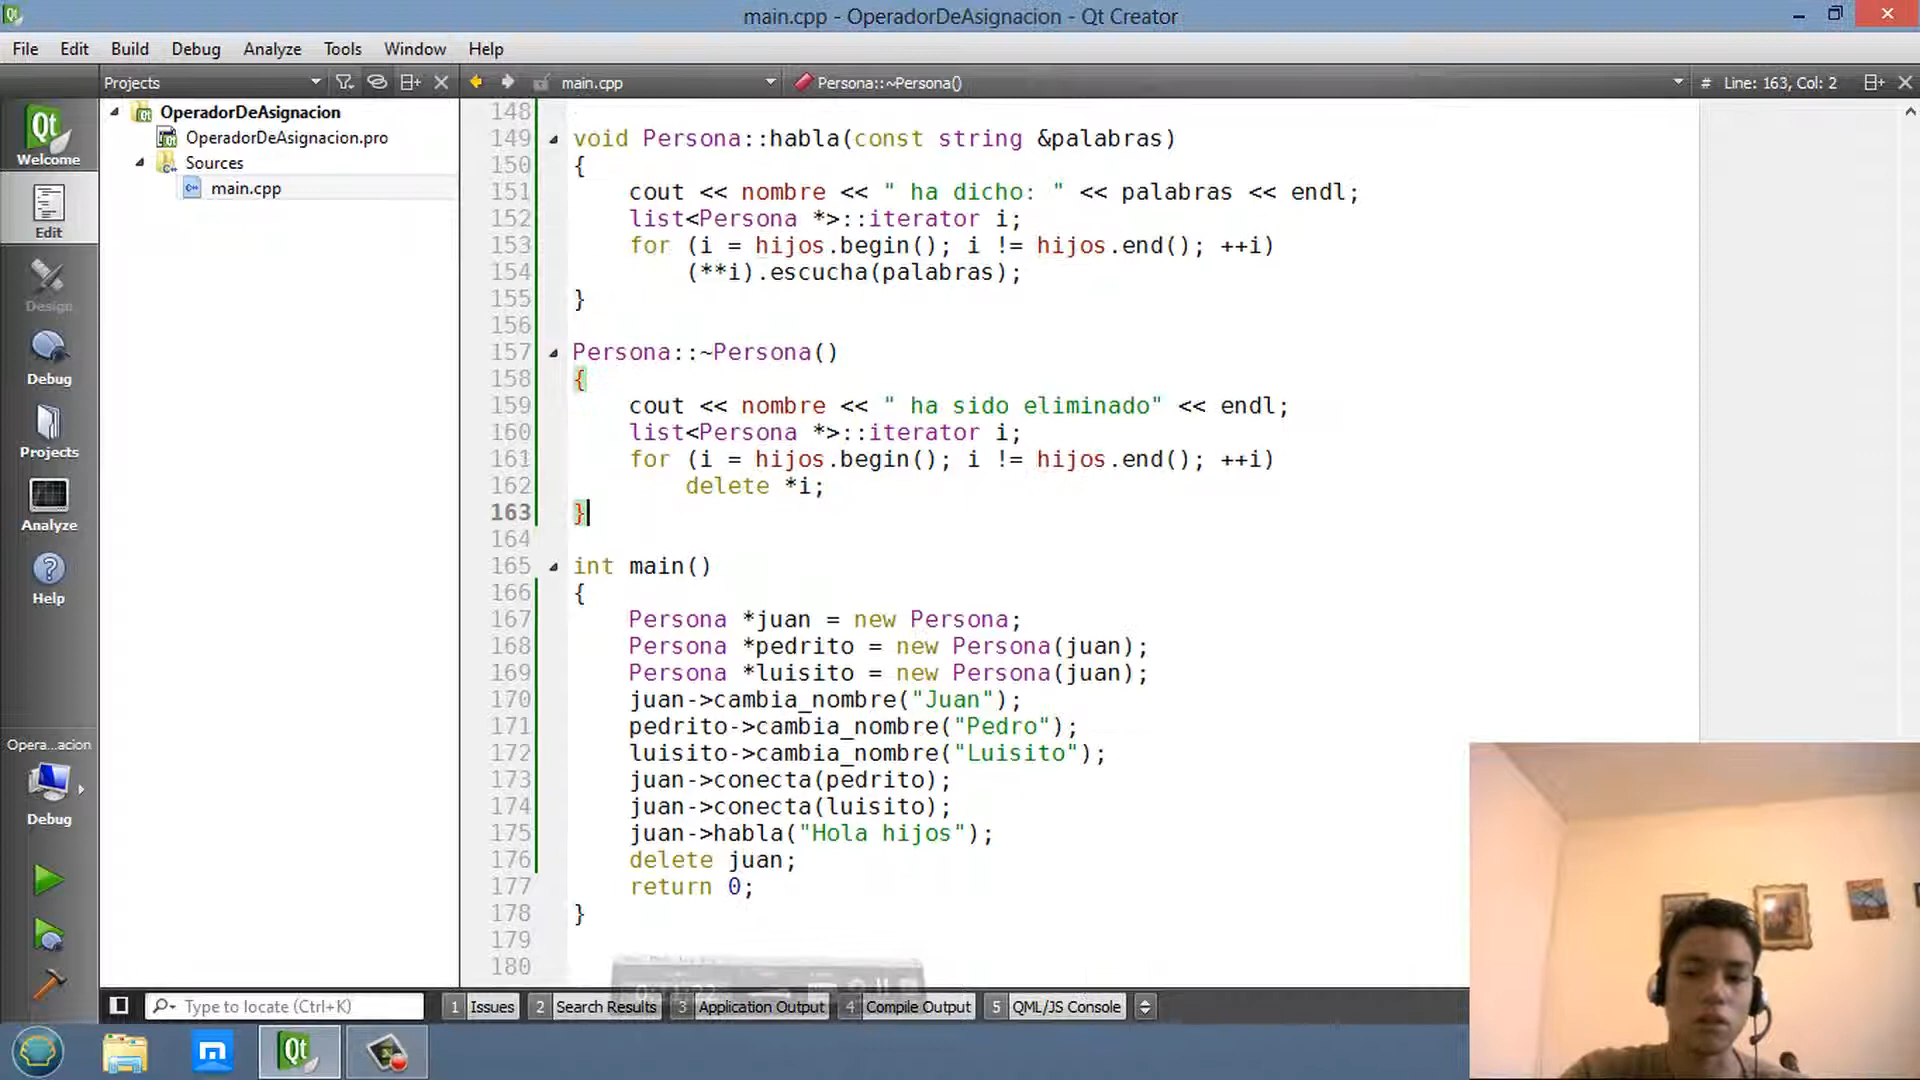 main.cpp - OperadorDeAsignacion - Qt Creator
File Edit Build Debug Analyze Tools Window Help
Projects main.cpp Persona::~Persona() # Line: 163, Col: 2
OperadorDeAsignacion
OperadorDeAsignacion.pro
Sources
main.cpp
Qt
Welcome
Edit
Design
Debug
Projects
Analyze
Help
Opera...acion
Debug
148
149 void Persona::habla(const string &palabras)
150 {
151 cout << nombre << " ha dicho: " << palabras << endl;
152 list<Persona *>::iterator i;
153 for (i = hijos.begin(); i != hijos.end(); ++i)
154 (**i).escucha(palabras);
155 }
156
157 Persona::~Persona()
158 {
159 cout << nombre << " ha sido eliminado" << endl;
160 list<Persona *>::iterator i;
161 for (i = hijos.begin(); i != hijos.end(); ++i)
162 delete *i;
163 }
164
165 int main()
166 {
167 Persona *juan = new Persona;
168 Persona *pedrito = new Persona(juan);
169 Persona *luisito = new Persona(juan);
170 juan->cambia_nombre("Juan");
171 pedrito->cambia_nombre("Pedro");
172 luisito->cambia_nombre("Luisito");
173 juan->conecta(pedrito);
174 juan->conecta(luisito);
175 juan->habla("Hola hijos");
176 delete juan;
177 return 0;
178 }
179
180
Type to locate (Ctrl+K) 1 Issues 2 Search Results 3 Application Output 4 Compile Output 5 QML/JS Console
m Qt